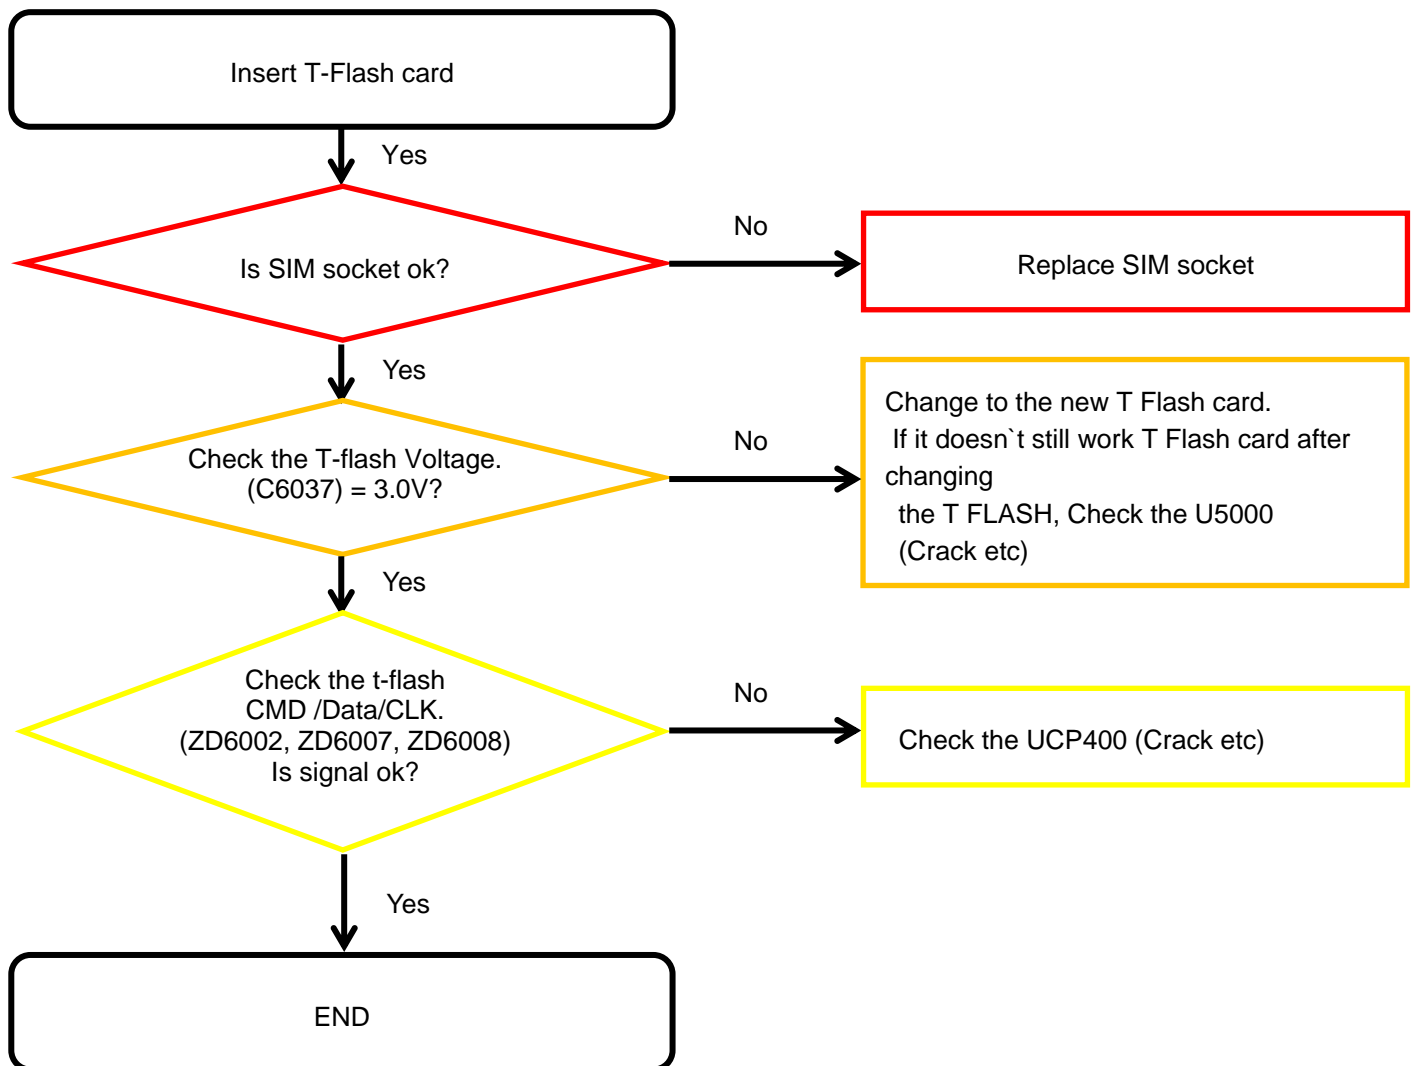 Insert T-Flash card
Yes
Is SIM socket ok?
No
Replace SIM socket
Yes
Check the T-flash Voltage.
(C6037) = 3.0V?
No
Change to the new T Flash card.
If it doesn`t still work T Flash card after
changing
the T FLASH, Check the U5000
(Crack etc)
Yes
Check the t-flash
CMD /Data/CLK.
(ZD6002, ZD6007, ZD6008)
Is signal ok?
No
Check the UCP400 (Crack etc)
Yes
END